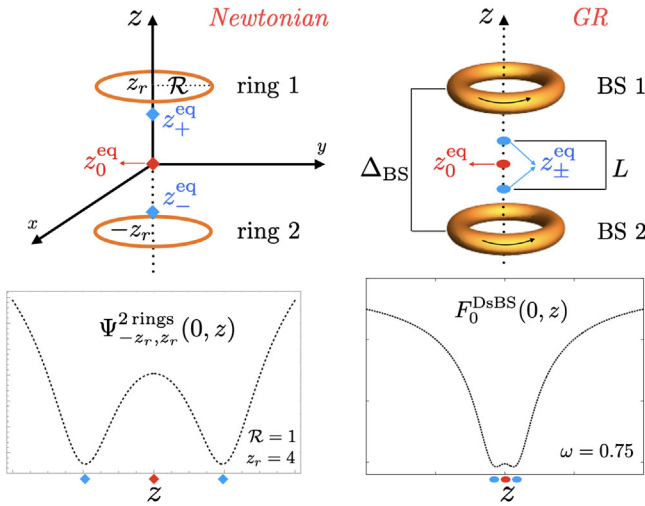 z
Newtonian
z_r
ℛ
ring 1
z_+^eq
z_0^eq
y
z_-^eq
x
-z_r
ring 2
z
GR
BS 1
z_0^eq
z_±^eq
Δ_BS
L
BS 2
Ψ_{-z_r,z_r}^{2 rings}(0, z)
ℛ = 1
z_r = 4
z
F_0^{DsBS}(0, z)
ω = 0.75
z